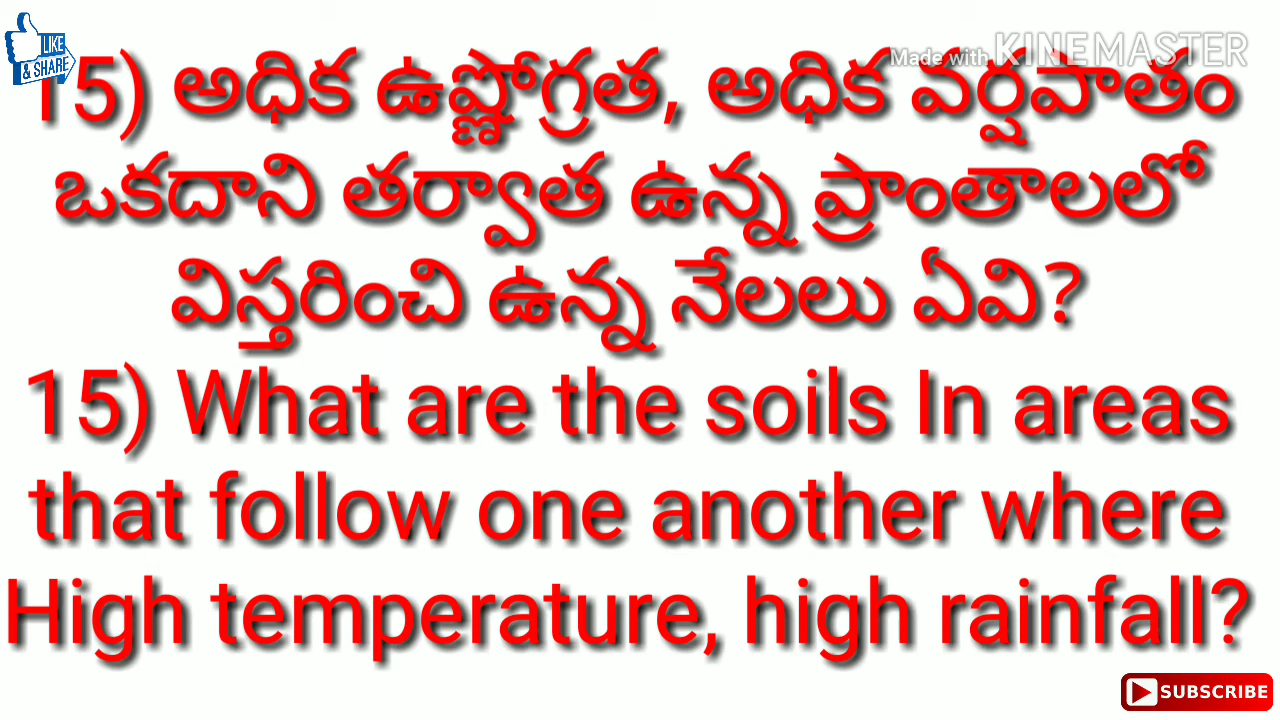 LIKE
& SHARE
Made with KINEMASTER
15) అధిక ఉష్ణోగ్రత, అధిక వర్షపాతం
ఒకదాని తర్వాత ఉన్న ప్రాంతాలలో
విస్తరించి ఉన్న నేలలు ఏవి?
15) What are the soils In areas
that follow one another where
High temperature, high rainfall?
SUBSCRIBE